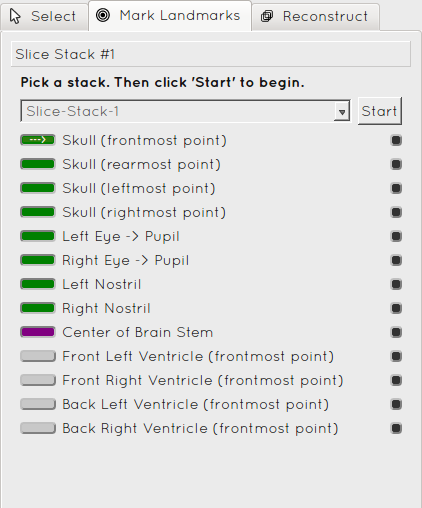 Select
Mark Landmarks
Reconstruct
Slice Stack #1
Pick a stack. Then click 'Start' to begin.
Slice-Stack-1
Start
---> Skull (frontmost point)
Skull (rearmost point)
Skull (leftmost point)
Skull (rightmost point)
Left Eye -> Pupil
Right Eye -> Pupil
Left Nostril
Right Nostril
Center of Brain Stem
Front Left Ventricle (frontmost point)
Front Right Ventricle (frontmost point)
Back Left Ventricle (frontmost point)
Back Right Ventricle (frontmost point)